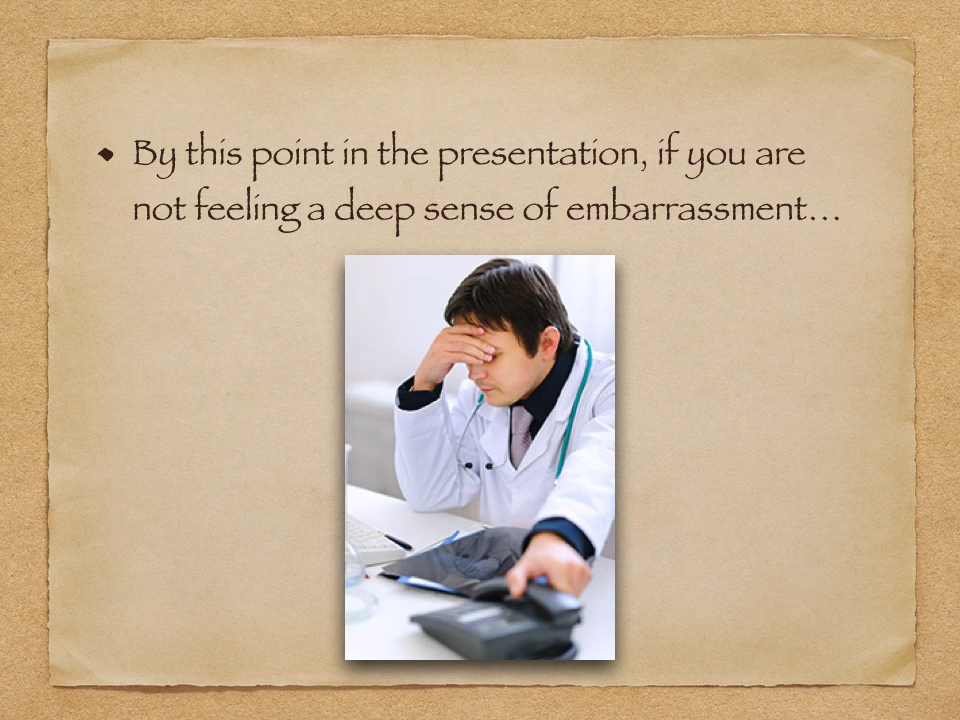 By this point in the presentation, if you are
not feeling a deep sense of embarrassment…